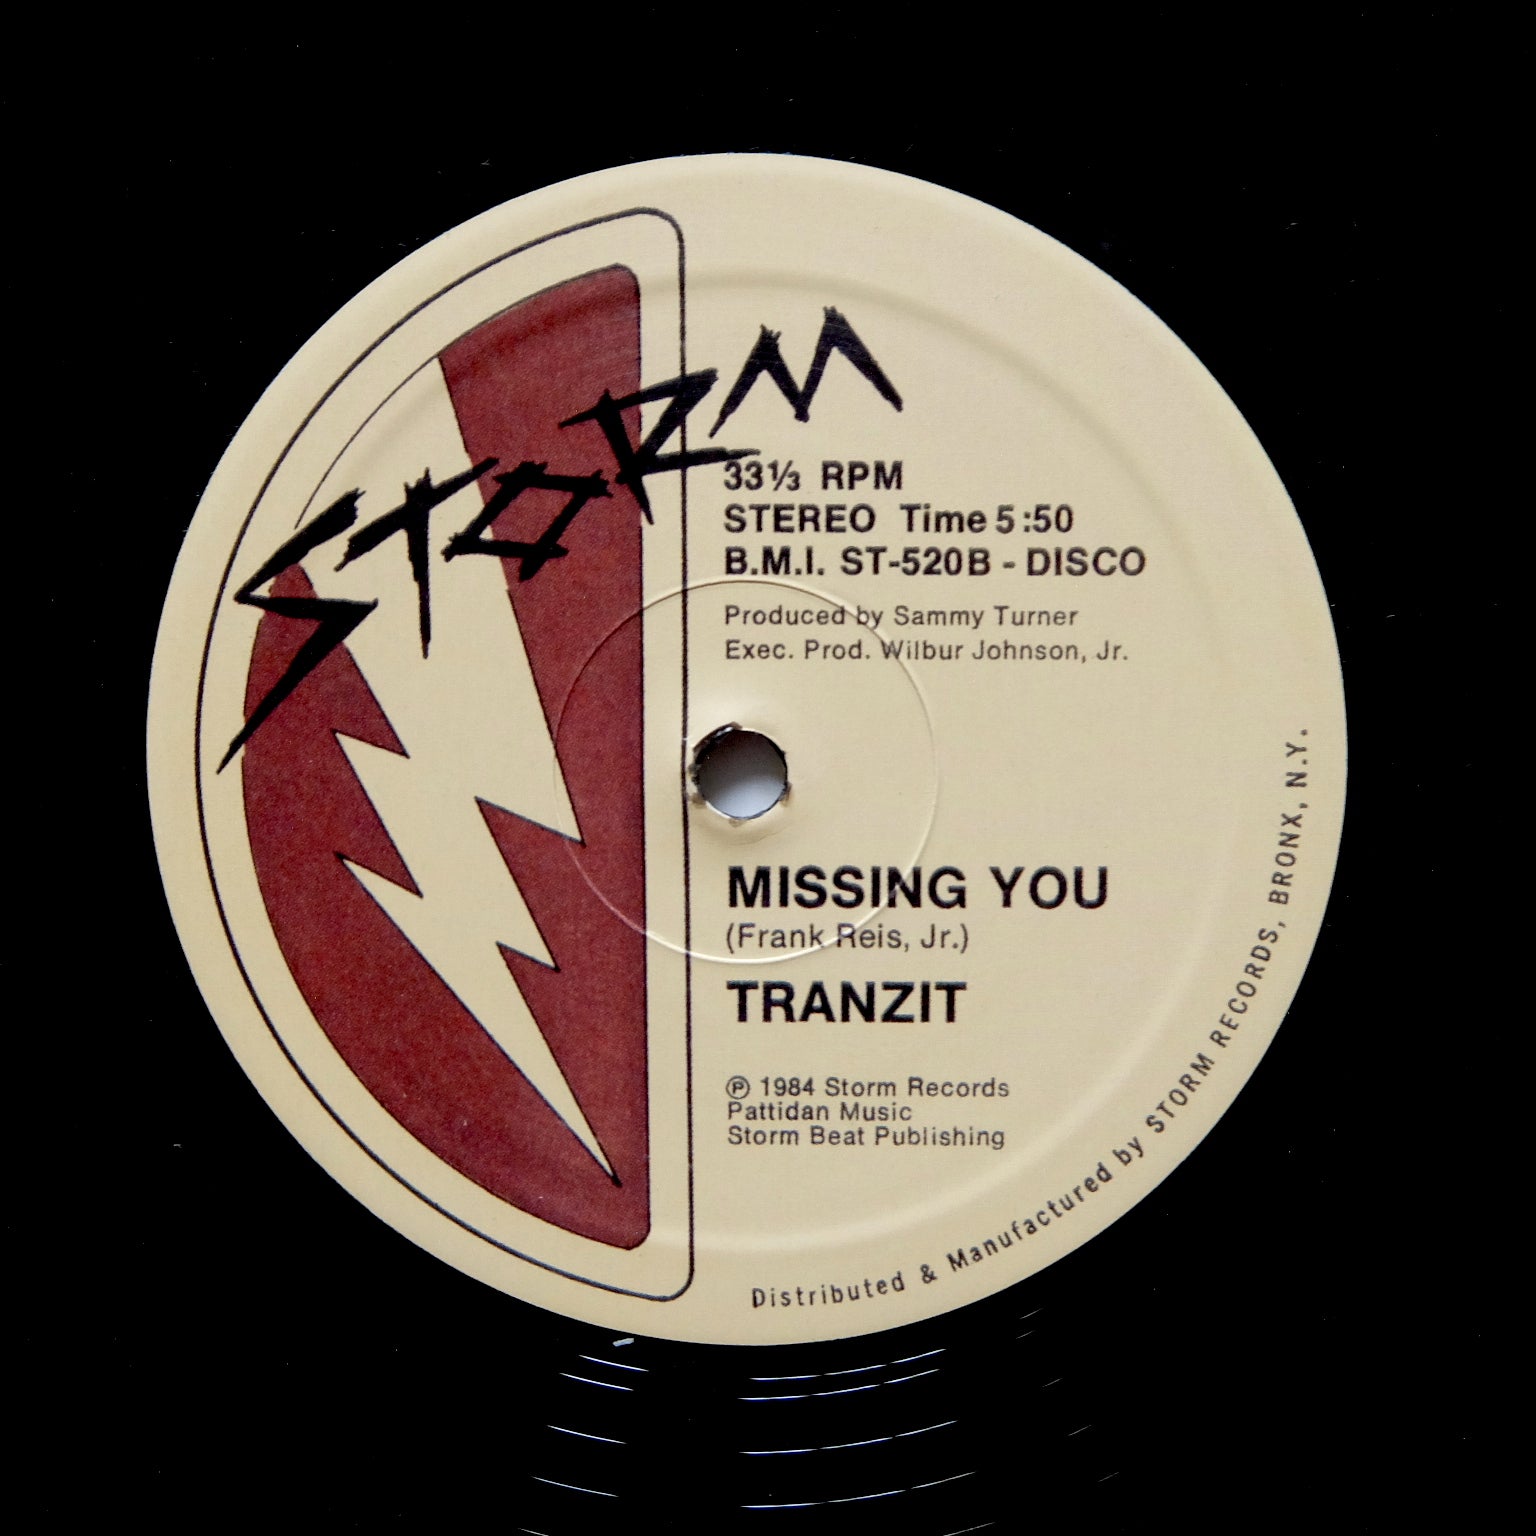 STORM
33⅓ RPM
STEREO Time 5:50
B.M.I. ST-520B - DISCO
Produced by Sammy Turner
Exec. Prod. Wilbur Johnson, Jr.
MISSING YOU
(Frank Reis, Jr.)
TRANZIT
Ⓟ 1984 Storm Records
Pattidan Music
Storm Beat Publishing
Distributed & Manufactured by STORM RECORDS, BRONX, N.Y.